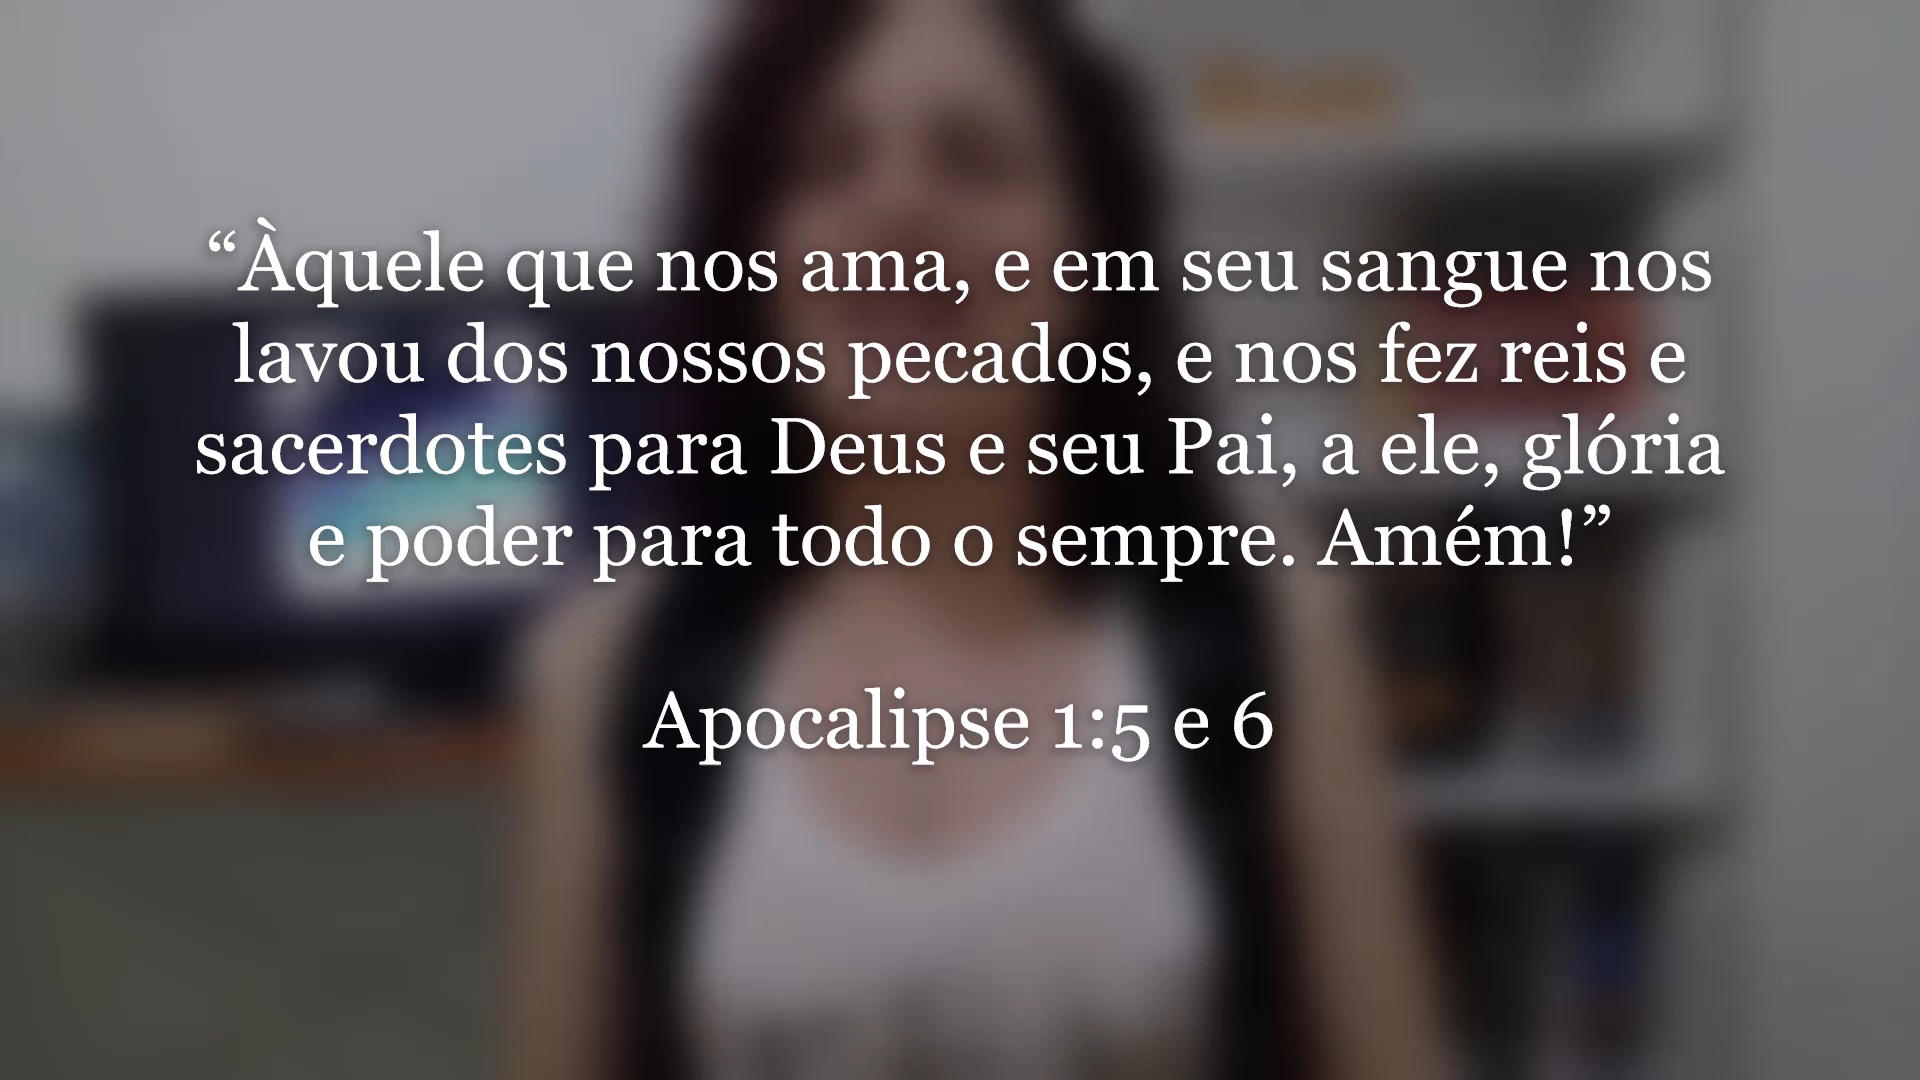 “Àquele que nos ama, e em seu sangue nos
lavou dos nossos pecados, e nos fez reis e
sacerdotes para Deus e seu Pai, a ele, glória
e poder para todo o sempre. Amém!”
Apocalipse 1:5 e 6